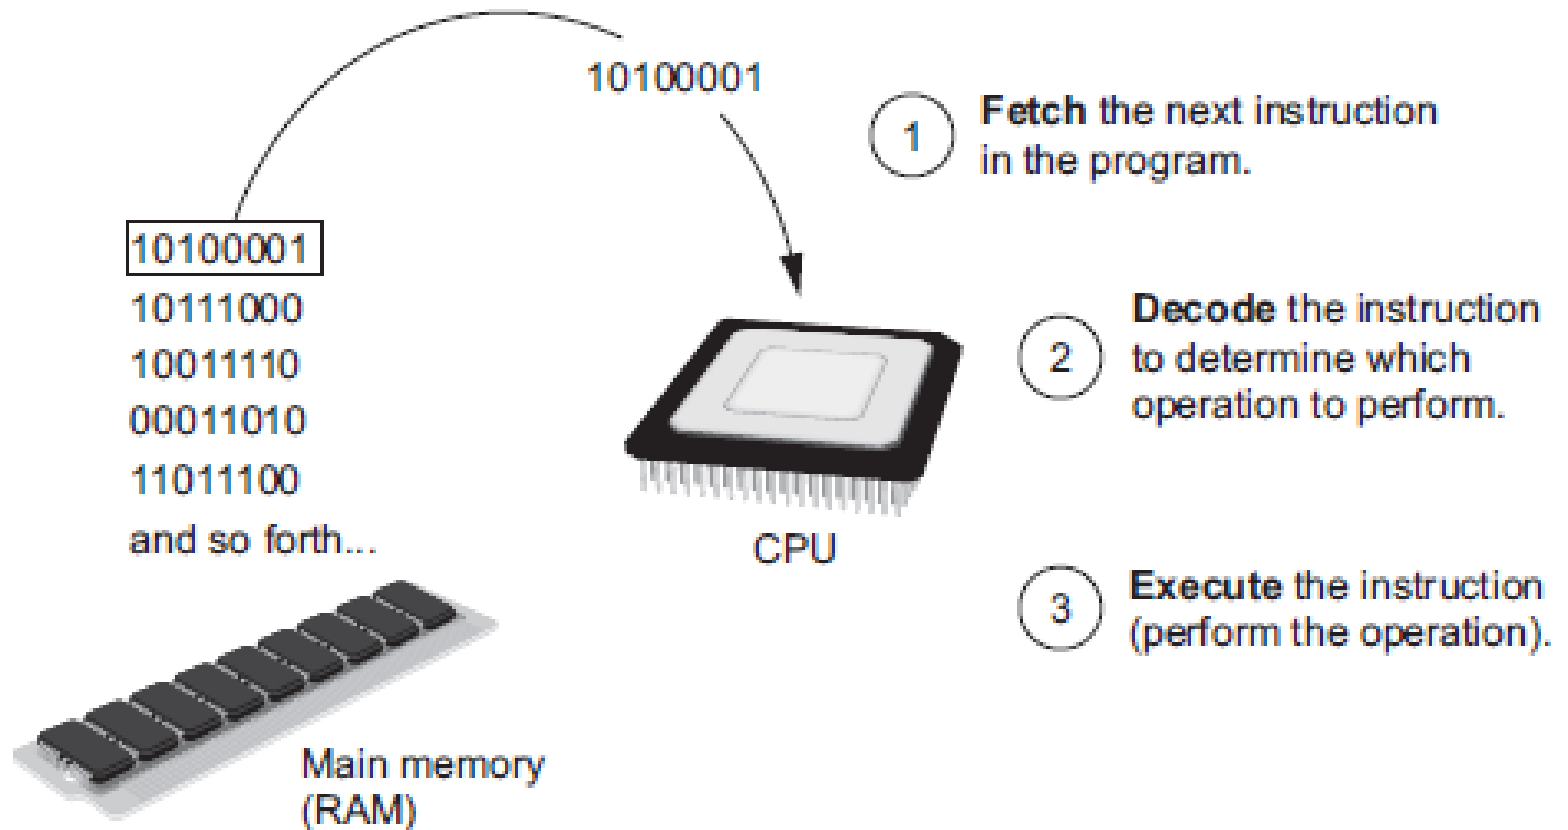 10100001
1
Fetch the next instruction
in the program.
10100001
10111000
10011110
00011010
11011100
and so forth...
CPU
2
Decode the instruction
to determine which
operation to perform.
3
Execute the instruction
(perform the operation).
Main memory
(RAM)